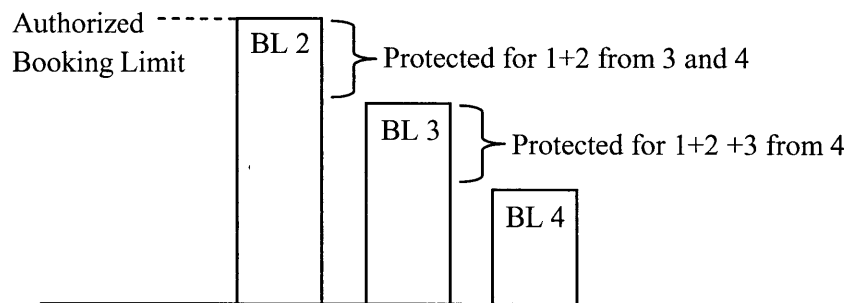 Authorized
Booking Limit
BL 2
Protected for 1+2 from 3 and 4
BL 3
Protected for 1+2 +3 from 4
BL 4